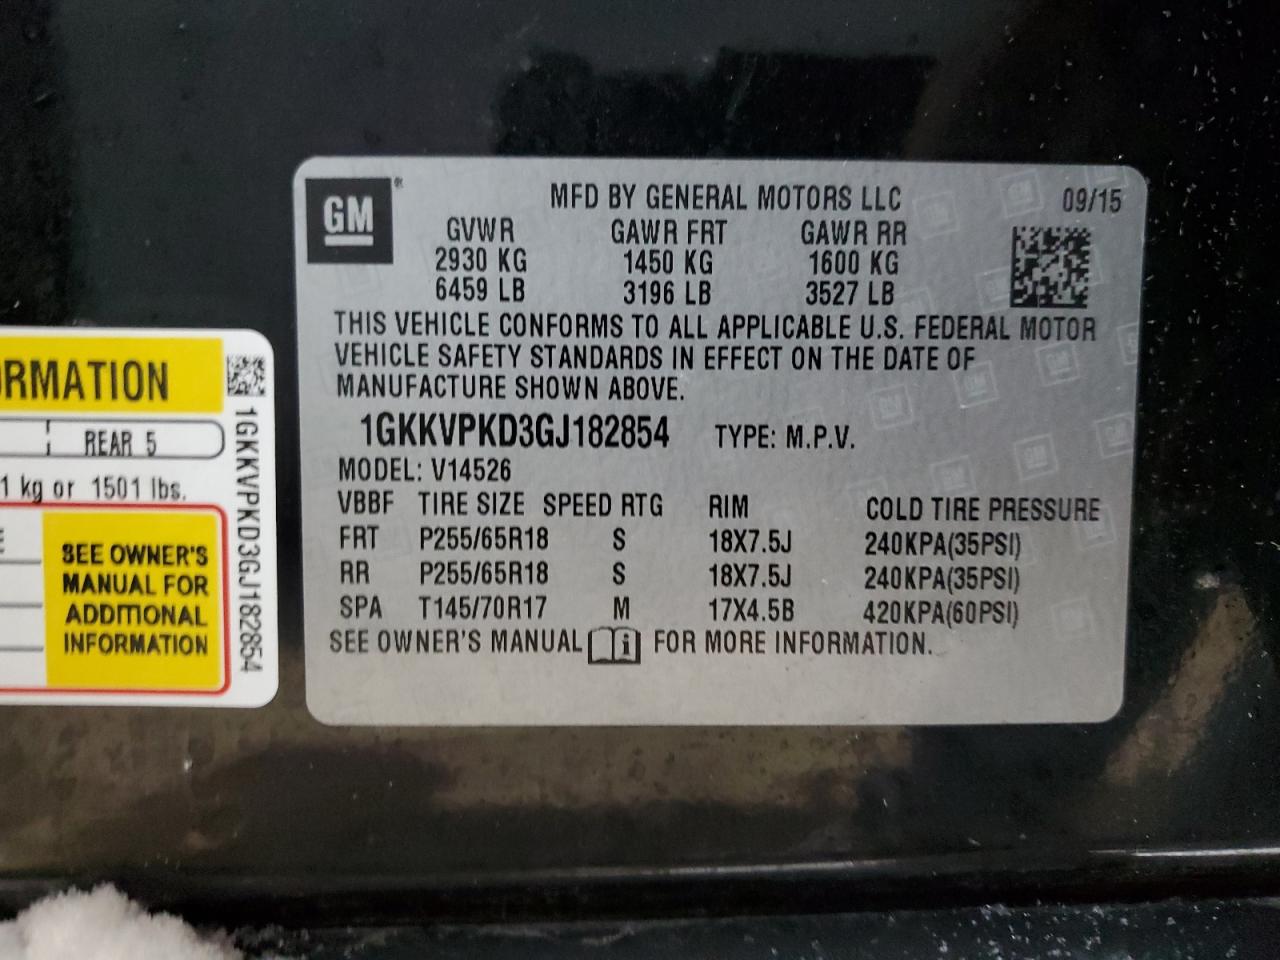 GM
MFD BY GENERAL MOTORS LLC 09/15
GVWR GAWR FRT GAWR RR
2930 KG 1450 KG 1600 KG
6459 LB 3196 LB 3527 LB
THIS VEHICLE CONFORMS TO ALL APPLICABLE U.S. FEDERAL MOTOR
VEHICLE SAFETY STANDARDS IN EFFECT ON THE DATE OF
MANUFACTURE SHOWN ABOVE.
1GKKVPKD3GJ182854 TYPE: M.P.V.
MODEL: V14526
VBBF TIRE SIZE SPEED RTG RIM COLD TIRE PRESSURE
FRT P255/65R18 S 18X7.5J 240KPA(35PSI)
RR P255/65R18 S 18X7.5J 240KPA(35PSI)
SPA T145/70R17 M 17X4.5B 420KPA(60PSI)
SEE OWNER'S MANUAL FOR MORE INFORMATION.
ORMATION
REAR 5
1 kg or 1501 lbs.
SEE OWNER'S
MANUAL FOR
ADDITIONAL
INFORMATION
1GKKVPKD3GJ182854